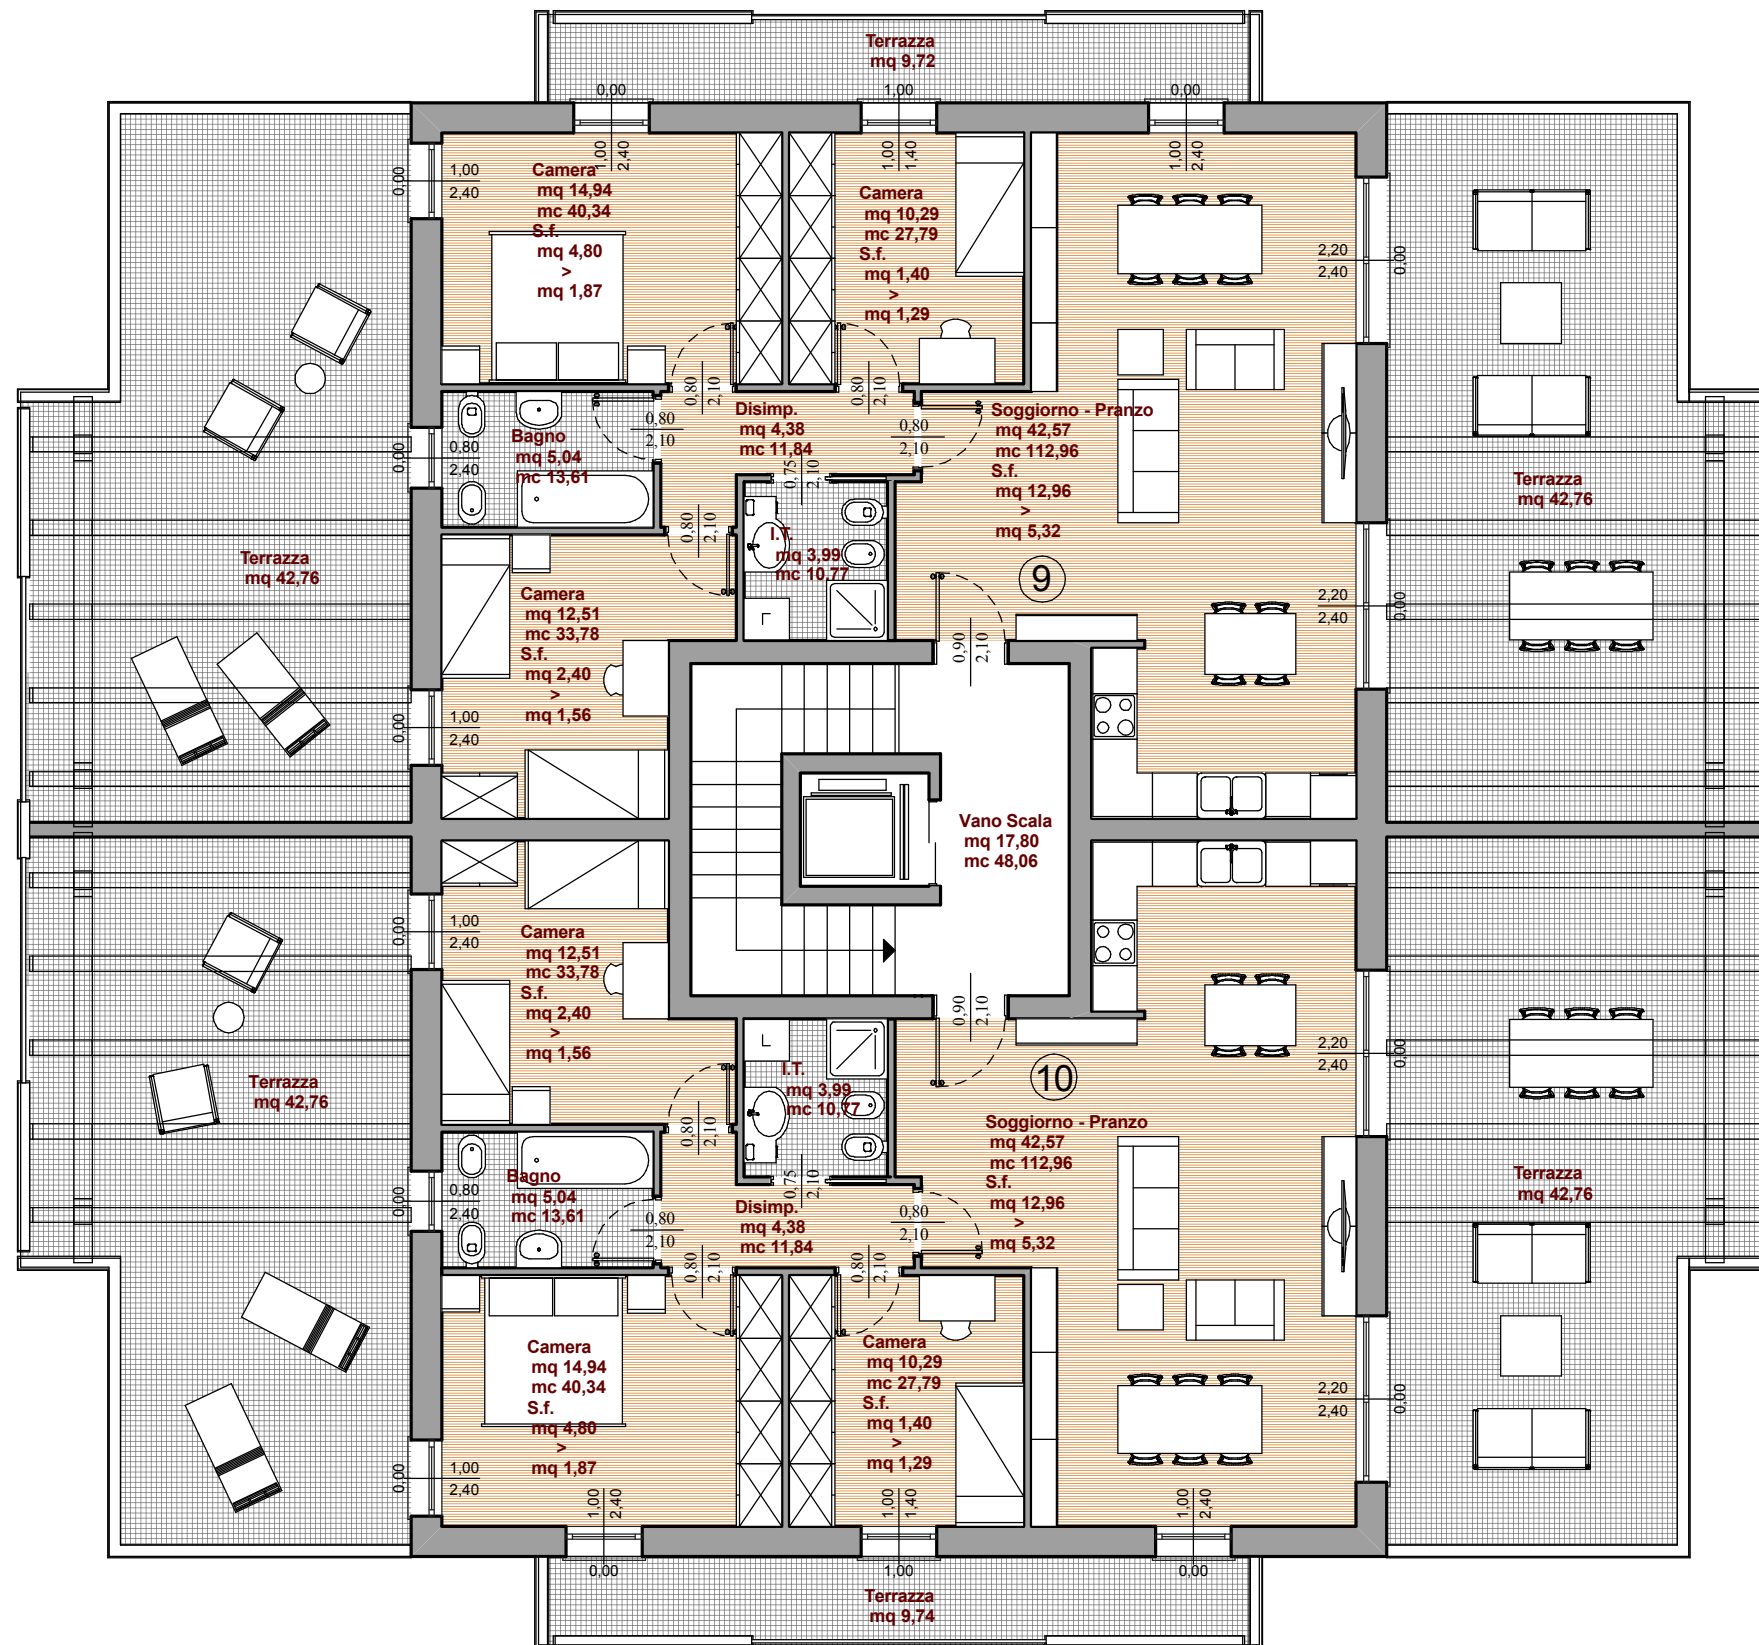 Terrazza
mq 9,72
0,00
1,00
0,00
1,00
2,40
1,00
1,40
1,00
2,40
0,00
1,00
2,40
Camera
mq 14,94
mc 40,34
S.f.
mq 4,80
>
mq 1,87
Camera
mq 10,29
mc 27,79
S.f.
mq 1,40
>
mq 1,29
2,20
2,40
0,00
0,80
2,10
0,80
2,10
0,80
2,10
Disimp.
mq 4,38
mc 11,84
0,80
2,10
Soggiorno - Pranzo
mq 42,57
mc 112,96
S.f.
mq 12,96
>
mq 5,32
0,00
0,80
2,40
Bagno
mq 5,04
mc 13,61
0,75
2,10
0,80
2,10
Terrazza
mq 42,76
Terrazza
mq 42,76
I.T.
mq 3,99
mc 10,77
9
Camera
mq 12,51
mc 33,78
S.f.
mq 2,40
>
mq 1,56
0,90
2,10
2,20
2,40
0,00
0,00
1,00
2,40
Vano Scala
mq 17,80
mc 48,06
0,00
1,00
2,40
Camera
mq 12,51
mc 33,78
S.f.
mq 2,40
>
mq 1,56
0,90
2,10
2,20
2,40
0,00
I.T.
mq 3,99
mc 10,77
10
Terrazza
mq 42,76
0,80
2,10
Soggiorno - Pranzo
mq 42,57
mc 112,96
S.f.
mq 12,96
>
mq 5,32
Terrazza
mq 42,76
0,75
2,10
0,00
0,80
2,40
Bagno
mq 5,04
mc 13,61
0,80
2,10
Disimp.
mq 4,38
mc 11,84
0,80
2,10
0,80
2,10
0,80
2,10
Camera
mq 14,94
mc 40,34
S.f.
mq 4,80
>
mq 1,87
Camera
mq 10,29
mc 27,79
S.f.
mq 1,40
>
mq 1,29
2,20
2,40
0,00
0,00
1,00
2,40
1,00
2,40
1,00
1,40
1,00
2,40
0,00
1,00
0,00
Terrazza
mq 9,74